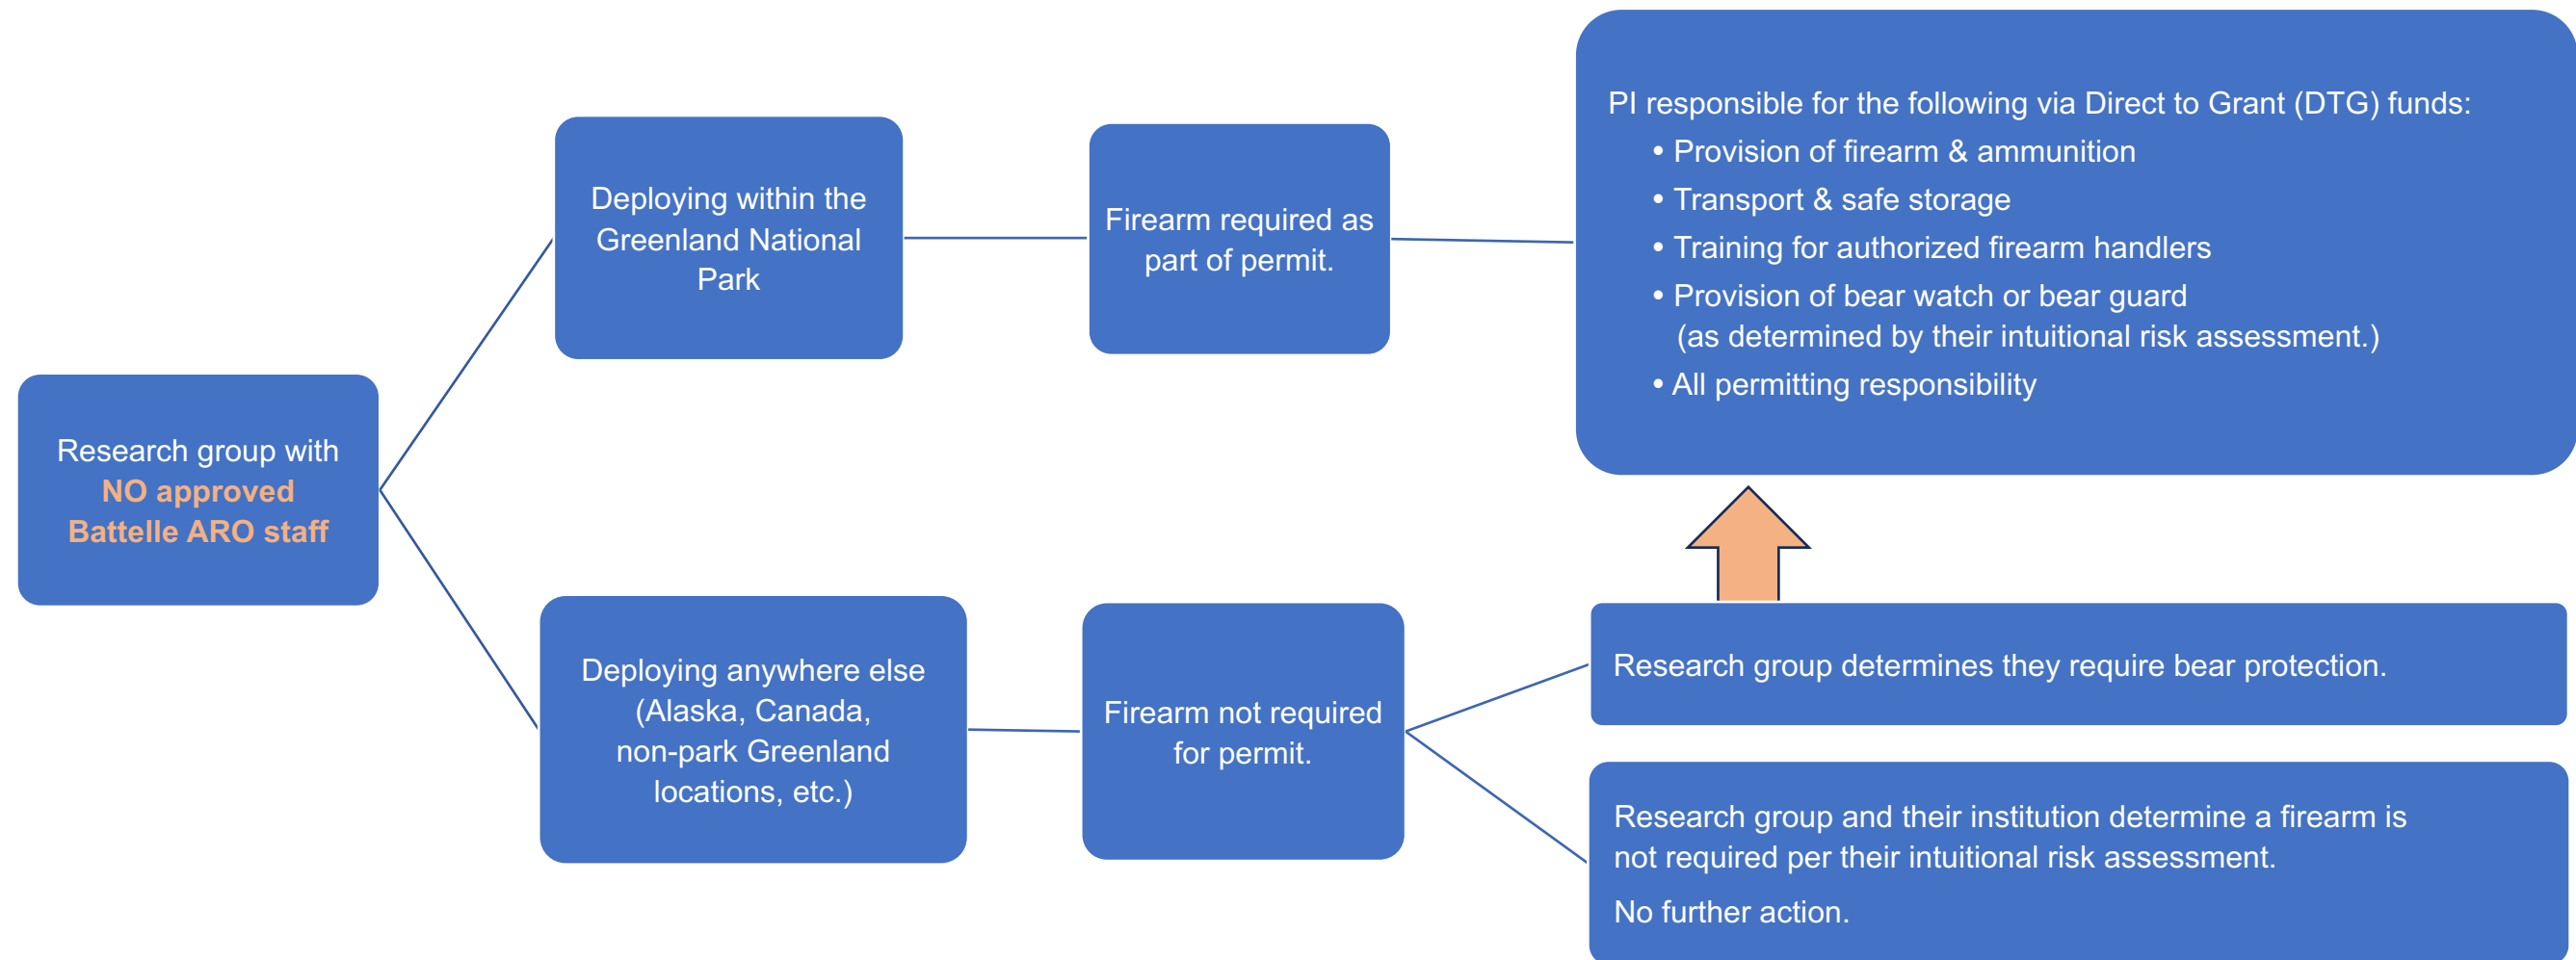 Research group with
NO approved
Battelle ARO staff
Deploying within the
Greenland National
Park
Firearm required as
part of permit.
PI responsible for the following via Direct to Grant (DTG) funds:
• Provision of firearm & ammunition
• Transport & safe storage
• Training for authorized firearm handlers
• Provision of bear watch or bear guard
(as determined by their intuitional risk assessment.)
• All permitting responsibility
Deploying anywhere else
(Alaska, Canada,
non-park Greenland
locations, etc.)
Firearm not required
for permit.
Research group determines they require bear protection.
Research group and their institution determine a firearm is
not required per their intuitional risk assessment.
No further action.